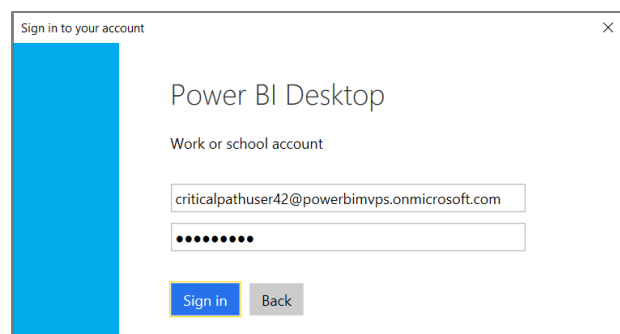 Sign in to your account
Power BI Desktop
Work or school account
criticalpathuser42@powerbimvps.onmicrosoft.com
●●●●●●●●●
Sign in Back